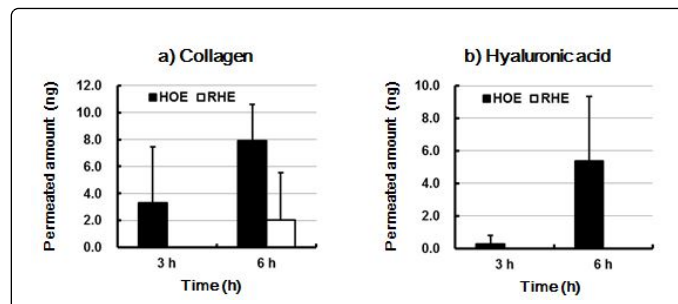 a) Collagen
Permeated amount (ng)
12.0
10.0
8.0
6.0
4.0
2.0
0.0
HOE RHE
3 h 6 h
Time (h)
b) Hyaluronic acid
Permeated amount (ng)
10.0
8.0
6.0
4.0
2.0
0.0
HOE RHE
3 h 6 h
Time (h)